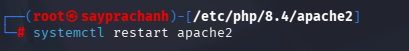 ┌──(root㉿sayprachanh)-[/etc/php/8.4/apache2]
└─# systemctl restart apache2